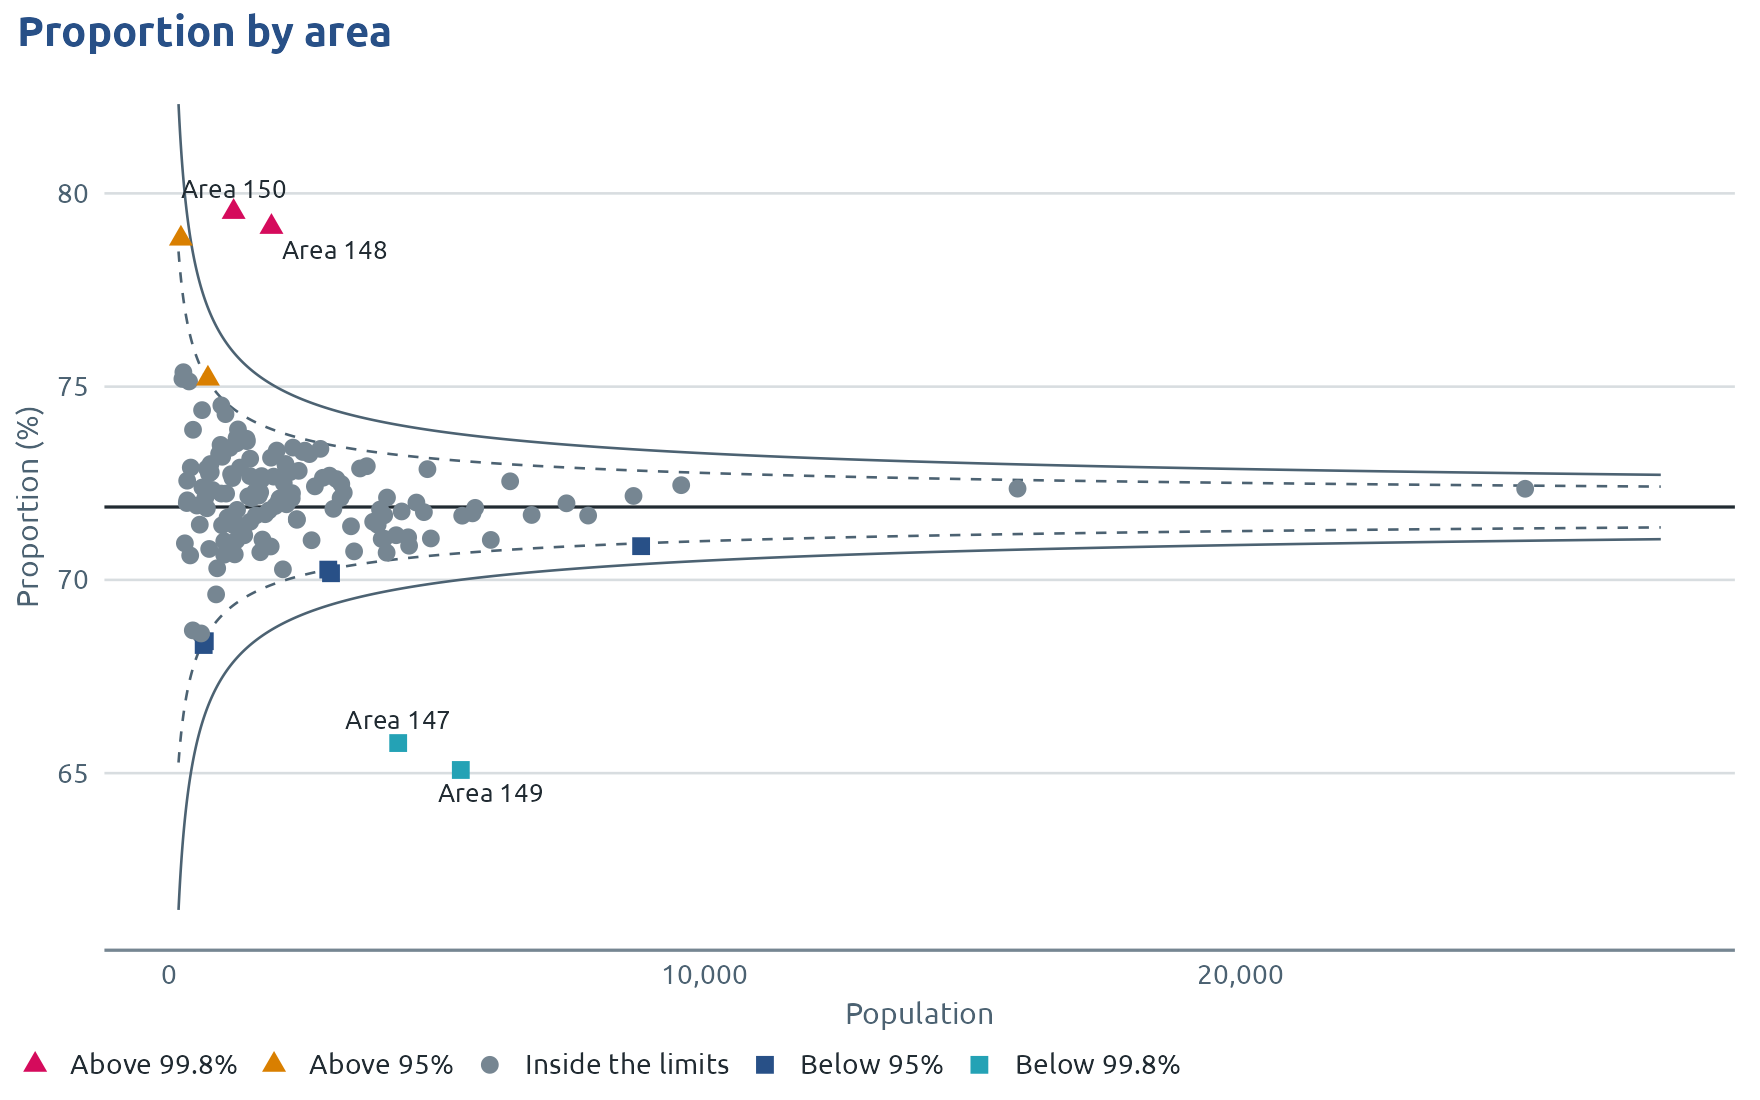 Proportion by area
Proportion (%)
80
75
70
65
Area 150
Area 148
Area 147
Area 149
0 10,000 20,000
Population
Above 99.8% Above 95% Inside the limits Below 95% Below 99.8%